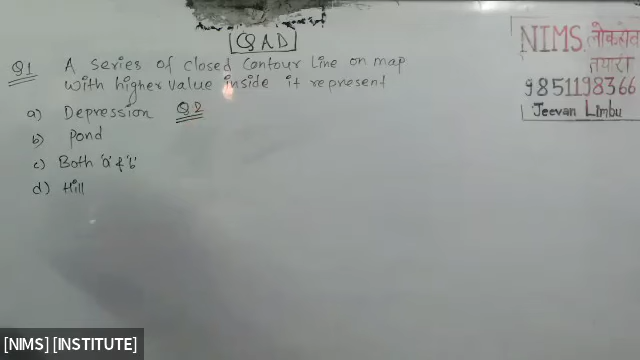 [Q A D]
Q1 A series of closed Contour Line on map
with higher value inside it represent
a) Depression
Q2
b) Pond
c) Both 'a' & 'b'
d) Hill
NIMS लोकसेवा
तयारी
9851198366
Jeevan Limbu
[NIMS] [INSTITUTE]